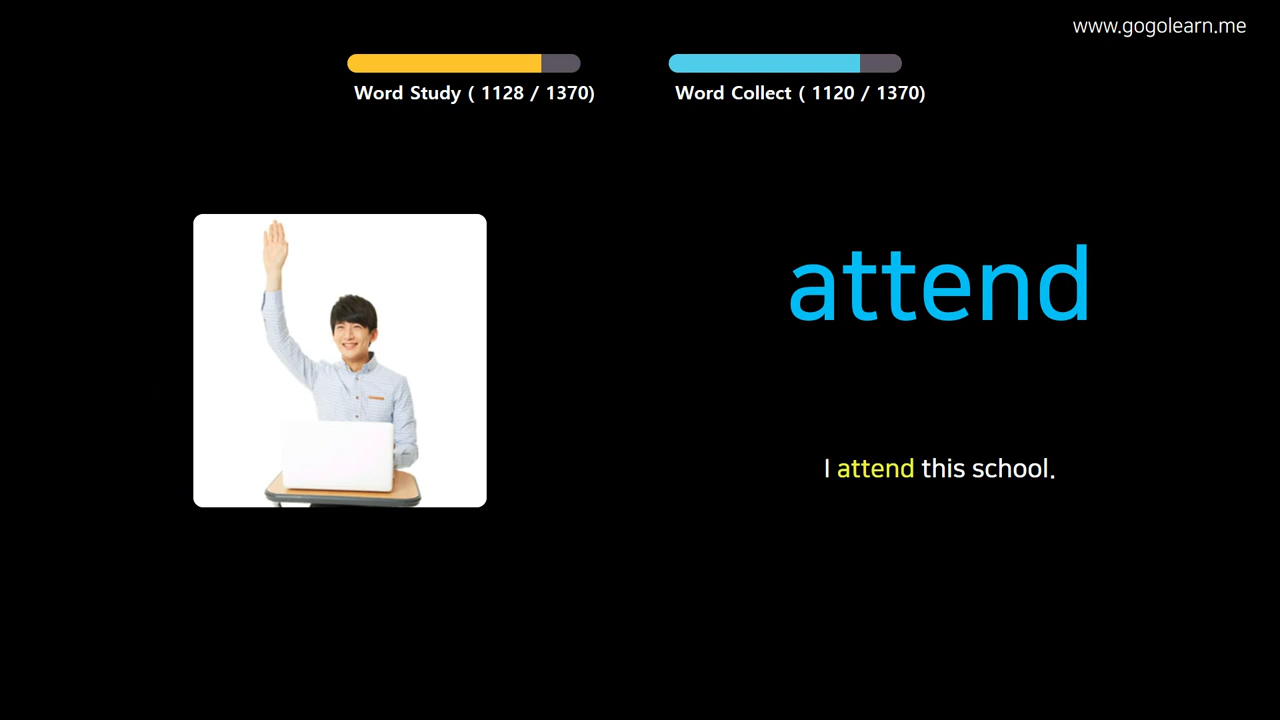 www.gogolearn.me
Word Study ( 1128 / 1370)
Word Collect ( 1120 / 1370)
attend
I attend this school.